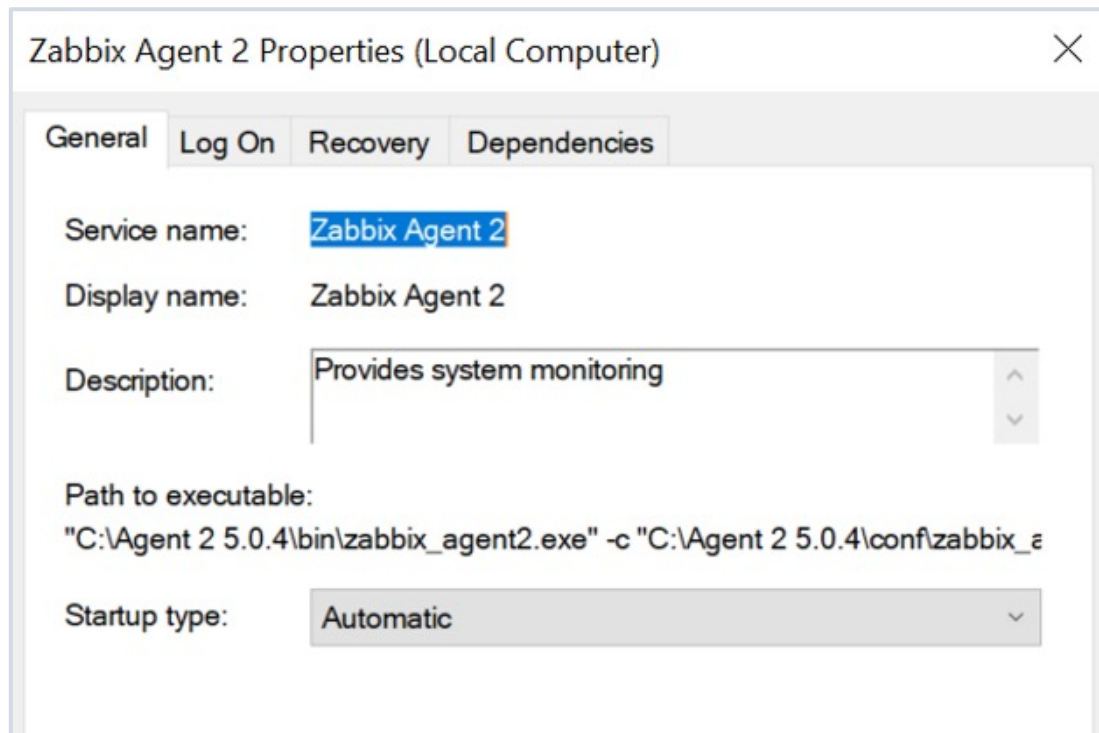 Zabbix Agent 2 Properties (Local Computer)
General Log On Recovery Dependencies
Service name: Zabbix Agent 2
Display name: Zabbix Agent 2
Description: Provides system monitoring
Path to executable:
"C:\Agent 2 5.0.4\bin\zabbix_agent2.exe" -c "C:\Agent 2 5.0.4\conf\zabbix_a
Startup type: Automatic